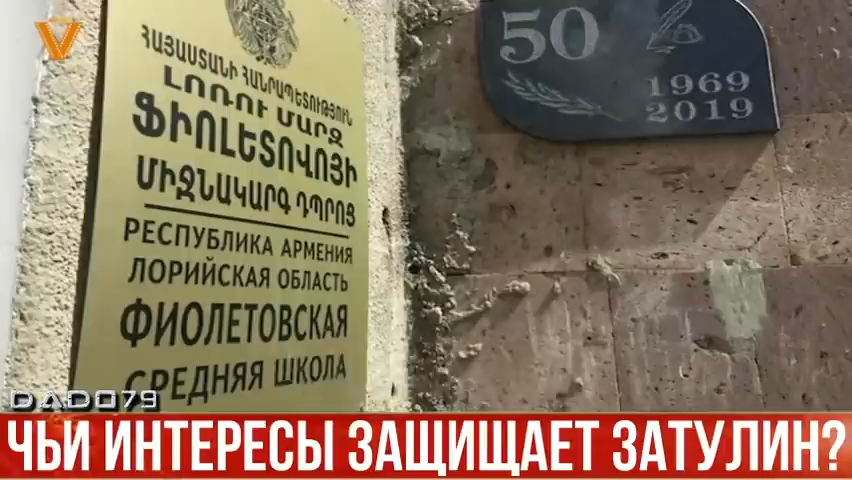 ՀԱՅԱՍՏԱՆԻ ՀԱՆՐԱՊԵՏՈՒԹՅՈՒՆ
ԼՈՌՈՒ ՄԱՐԶ
ՖԻՈԼԵՏՈՎՈՅԻ
ՄԻՋՆԱԿԱՐԳ ԴՊՐՈՑ
РЕСПУБЛИКА АРМЕНИЯ
ЛОРИЙСКАЯ ОБЛАСТЬ
ФИОЛЕТОВСКАЯ
СРЕДНЯЯ ШКОЛА
50
1969
2019
DADO79
ЧЬИ ИНТЕРЕСЫ ЗАЩИЩАЕТ ЗАТУЛИН?